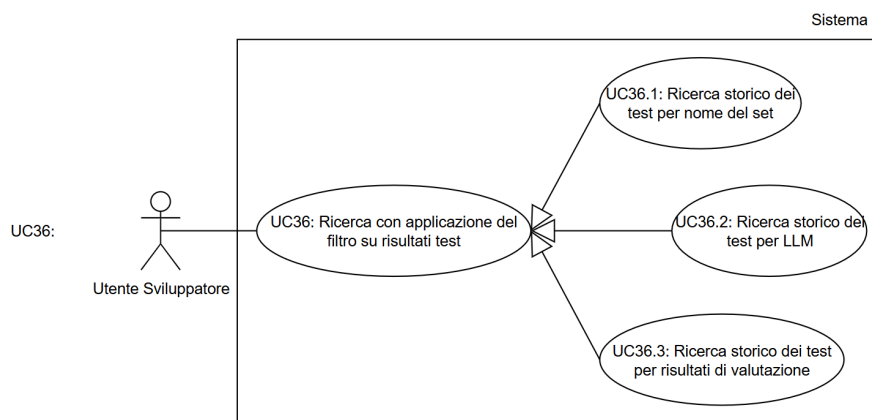 Sistema
UC36.1: Ricerca storico dei
test per nome del set
UC36:
Utente Sviluppatore
UC36: Ricerca con applicazione del
filtro su risultati test
UC36.2: Ricerca storico dei
test per LLM
UC36.3: Ricerca storico dei test
per risultati di valutazione